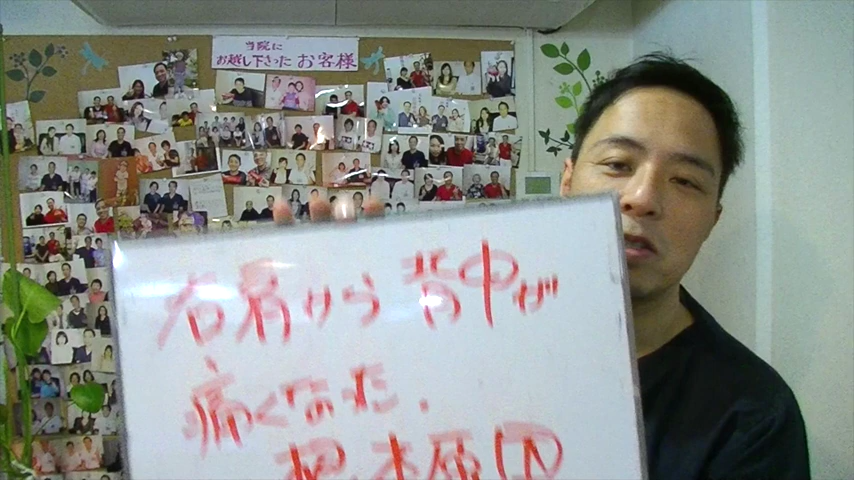 当院に
お越し下さった お客様
右肩から背中が
痛くなった.
根本原因